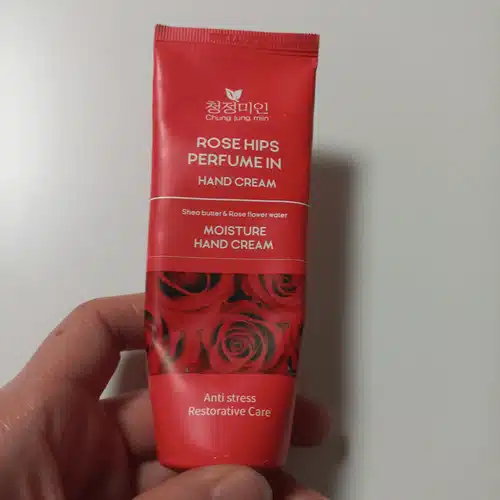 청정미인
Chung jung miin
ROSE HIPS
PERFUME IN
HAND CREAM
Shea butter & Rose flower water
MOISTURE
HAND CREAM
Anti stress
Restorative Care